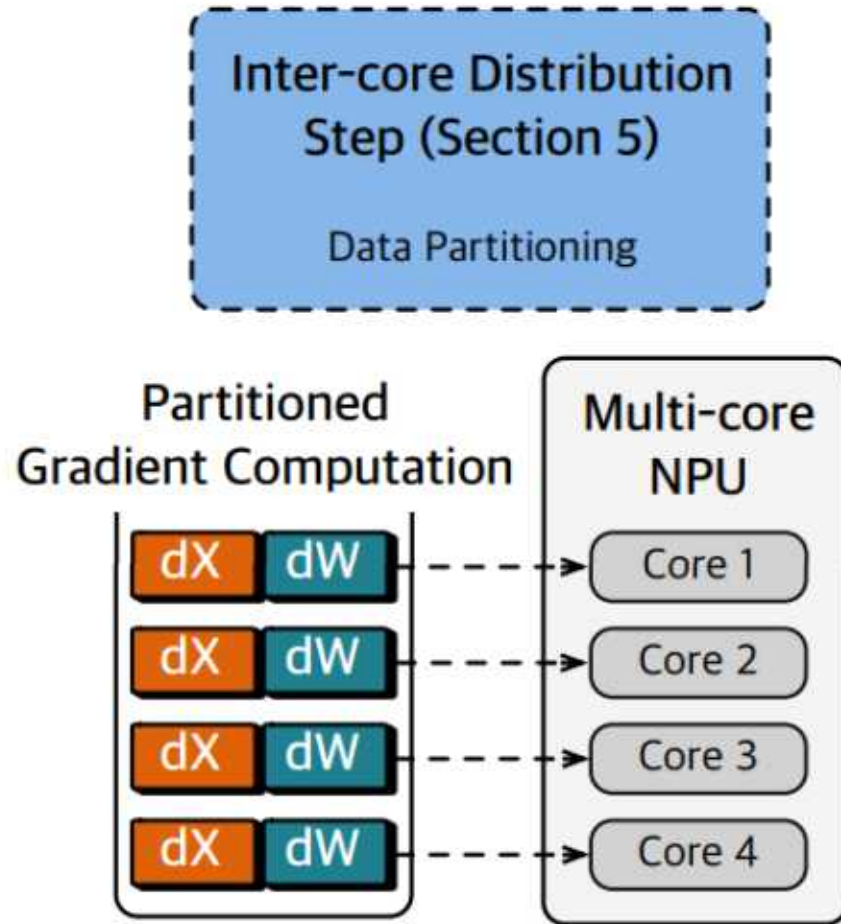 Inter-core Distribution
Step (Section 5)
Data Partitioning
Partitioned
Gradient Computation
Multi-core
NPU
dX dW Core 1
dX dW Core 2
dX dW Core 3
dX dW Core 4